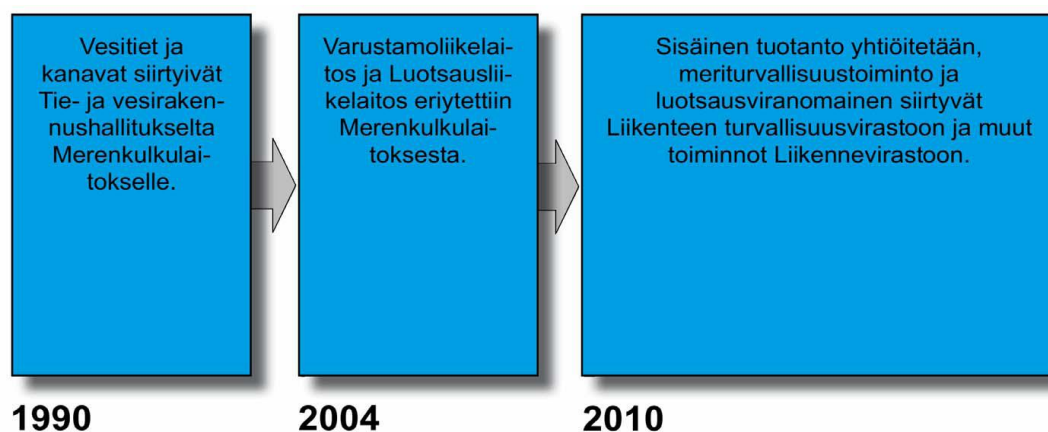 Vesitiet ja
kanavat siirtyivät
Tie- ja vesiraken-
nushallitukselta
Merenkulkulai-
tokselle.
Varustamoliikelai-
tos ja Luotsauslii-
kelaitos eriytettiin
Merenkulkulai-
toksesta.
Sisäinen tuotanto yhtiöitetään,
meriturvallisuustoiminto ja
luotsausviranomainen siirtyvät
Liikenteen turvallisuusvirastoon ja muut
toiminnot Liikennevirastoon.
1990
2004
2010